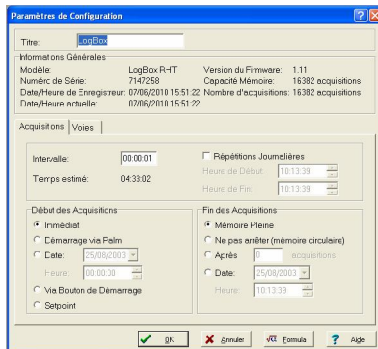 Paramètres de Configuration
Titre: LogBox
Informations Générales
Modèle: LogBox RHT Version du Firmware: 1.11
Numéro de Série: 7147258 Capacité Mémoire: 16382 acquisitions
Date/Heure de Enregistreur: 07/06/2010 15:51:22 Nombre d'acquisitions: 16382 acquisitions
Date/Heure actuelle: 07/06/2010 15:51:22
Acquisitions Voies
Intervalle: 00:00:01 Répétitions Journelières
Heure de Début: 10:13:39
Temps estimé: 04:33:02
Heure de Fin: 10:13:39
Début des Acquisitions Fin des Acquisitions
Immédiat Mémoire Pleine
Démarrage via Palm Ne pas arrêter (mémoire circulaire)
Date: 25/08/2003 Après 0 acquisitions
Heure: 00:00:30 Date: 25/08/2003
Via Bouton de Démarrage Heure: 10:13:39
Setpoint
OK Annuler √α Formula ? Aide